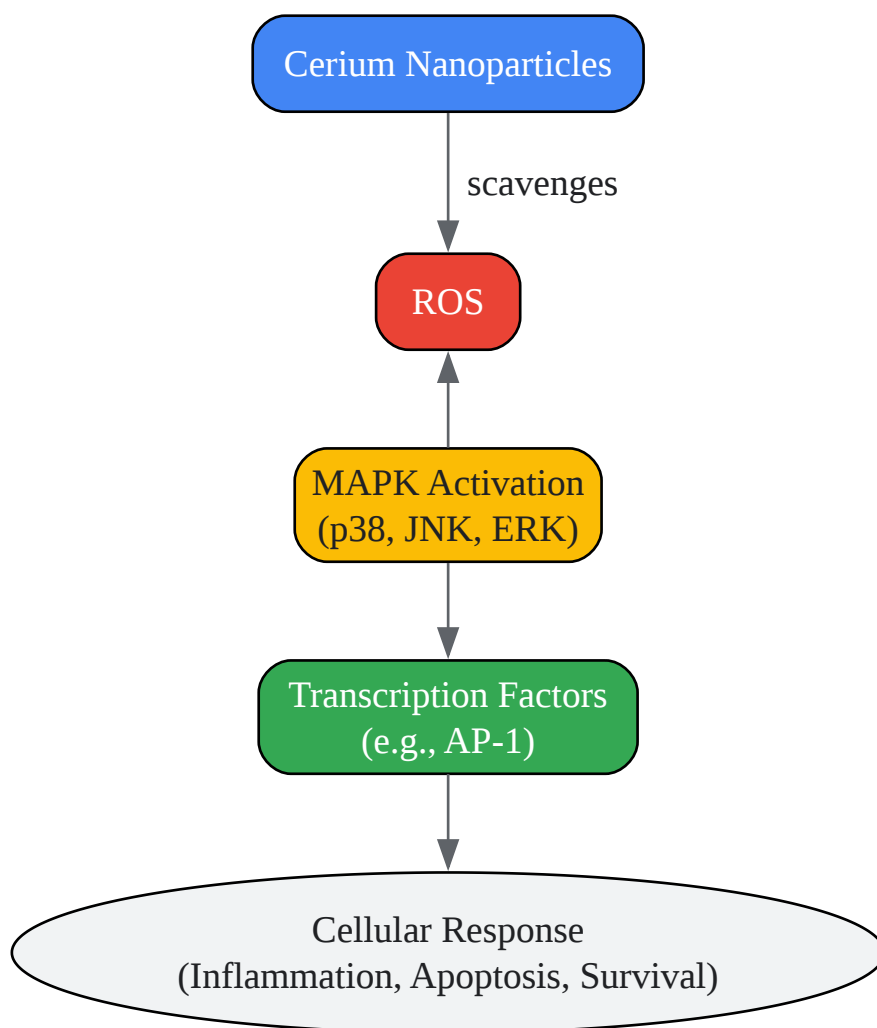 Cerium Nanoparticles
scavenges
ROS
MAPK Activation
(p38, JNK, ERK)
Transcription Factors
(e.g., AP-1)
Cellular Response
(Inflammation, Apoptosis, Survival)